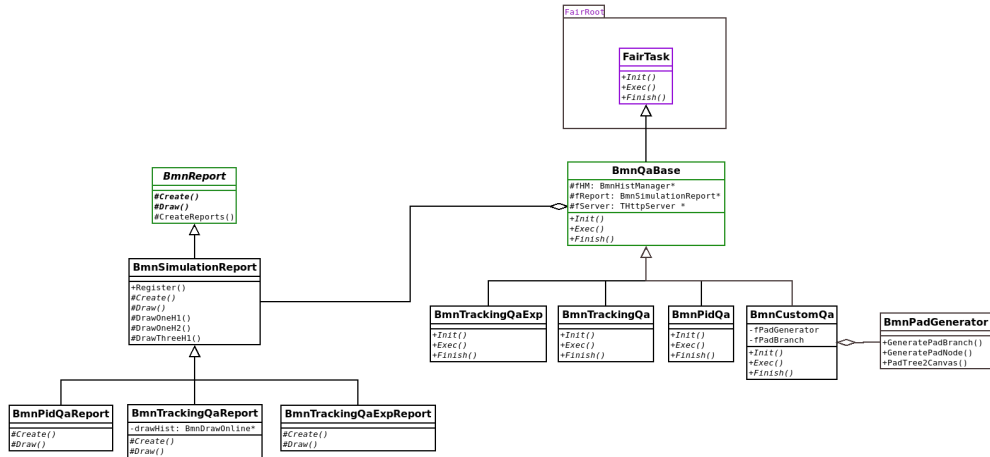 FairRoot
FairTask
+Init()
+Exec()
+Finish()
BmnQaBase
#fHM: BmnHistManager*
#fReport: BmnSimulationReport*
#fServer: THttpServer *
+Init()
+Exec()
+Finish()
BmnReport
#Create()
#Draw()
#CreateReports()
BmnSimulationReport
+Register()
#Create()
#Draw()
#DrawOneH1()
#DrawOneH2()
#DrawThreeH1()
BmnTrackingQaExp
+Init()
+Exec()
+Finish()
BmnTrackingQa
+Init()
+Exec()
+Finish()
BmnPidQa
+Init()
+Exec()
+Finish()
BmnCustomQa
-fPadGenerator
-fPadBranch
+Init()
+Exec()
+Finish()
BmnPadGenerator
+GeneratePadBranch()
+GeneratePadNode()
+PadTree2Canvas()
BmnPidQaReport
#Create()
#Draw()
BmnTrackingQaReport
-drawHist: BmnDrawOnline*
#Create()
#Draw()
BmnTrackingQaExpReport
#Create()
#Draw()